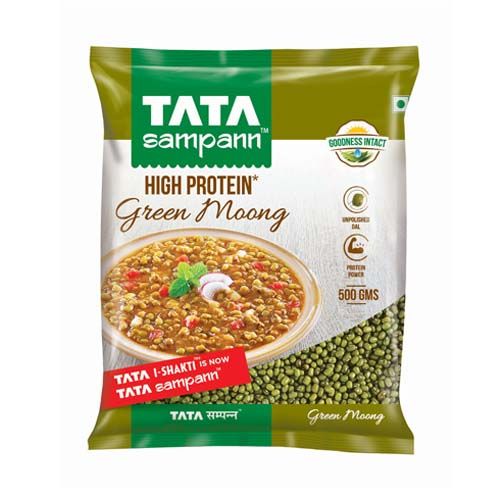 TATA
sampann™
GOODNESS INTACT
HIGH PROTEIN*
Green Moong
UNPOLISHED
DAL
PROTEIN
POWER
500 GMS
TATA I-SHAKTI™ IS NOW
TATA sampann™
TATA सम्पन्न™
Green Moong